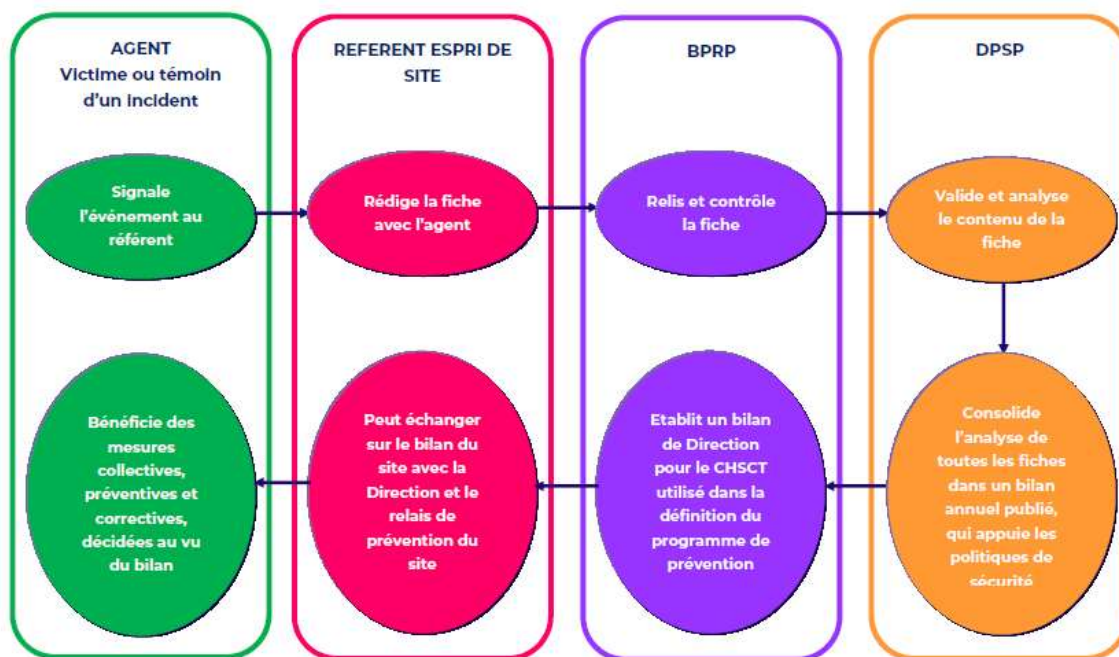 AGENT
Victime ou témoin
d'un incident
REFERENT ESPRI DE
SITE
BPRP
DPSP
Signale
l'événement au
référent
Rédige la fiche
avec l'agent
Relis et contrôle
la fiche
Valide et analyse
le contenu de la
fiche
Bénéficie des
mesures
collectives,
préventives et
correctives,
décidées au vu
du bilan
Peut échanger
sur le bilan du
site avec la
Direction et le
relais de
prévention du
site
Etablit un bilan
de Direction
pour le CHSCT
utilisé dans la
définition du
programme de
prévention
Consolide
l'analyse de
toutes les fiches
dans un bilan
annuel publié,
qui appuie les
politiques de
sécurité